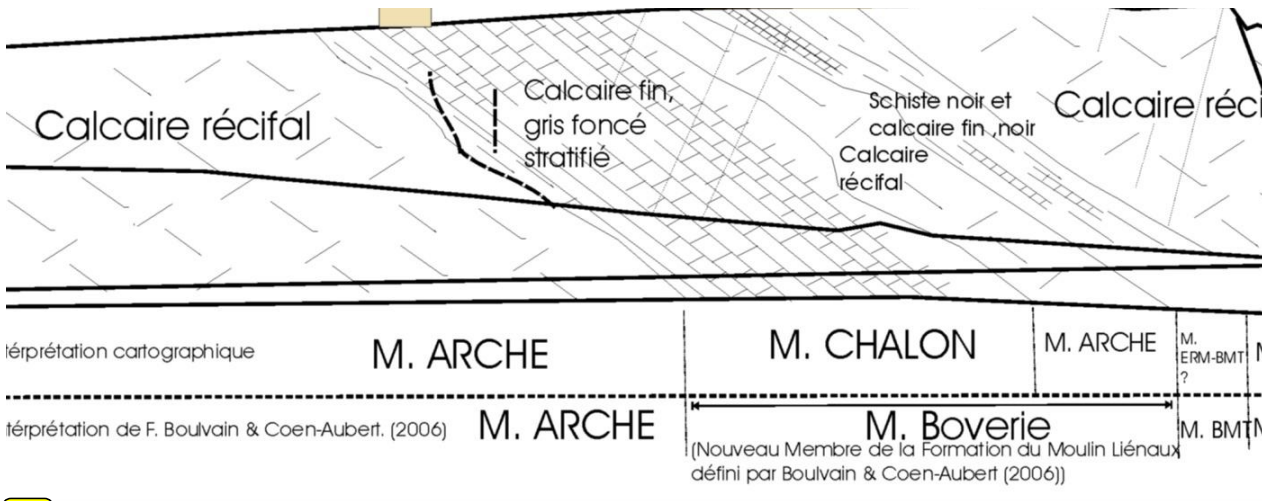 Calcaire récifal
Calcaire fin,
gris foncé
stratifié
Schiste noir et
calcaire fin ,noir
Calcaire
récifal
Calcaire réci
térprétation cartographique
M. ARCHE
M. CHALON
M. ARCHE
M.
ERM-BMT
?
térprétation de F. Boulvain & Coen-Aubert. (2006)
M. ARCHE
M. Boverie
M. BMT
(Nouveau Membre de la Formation du Moulin Liénaux
défini par Boulvain & Coen-Aubert (2006))